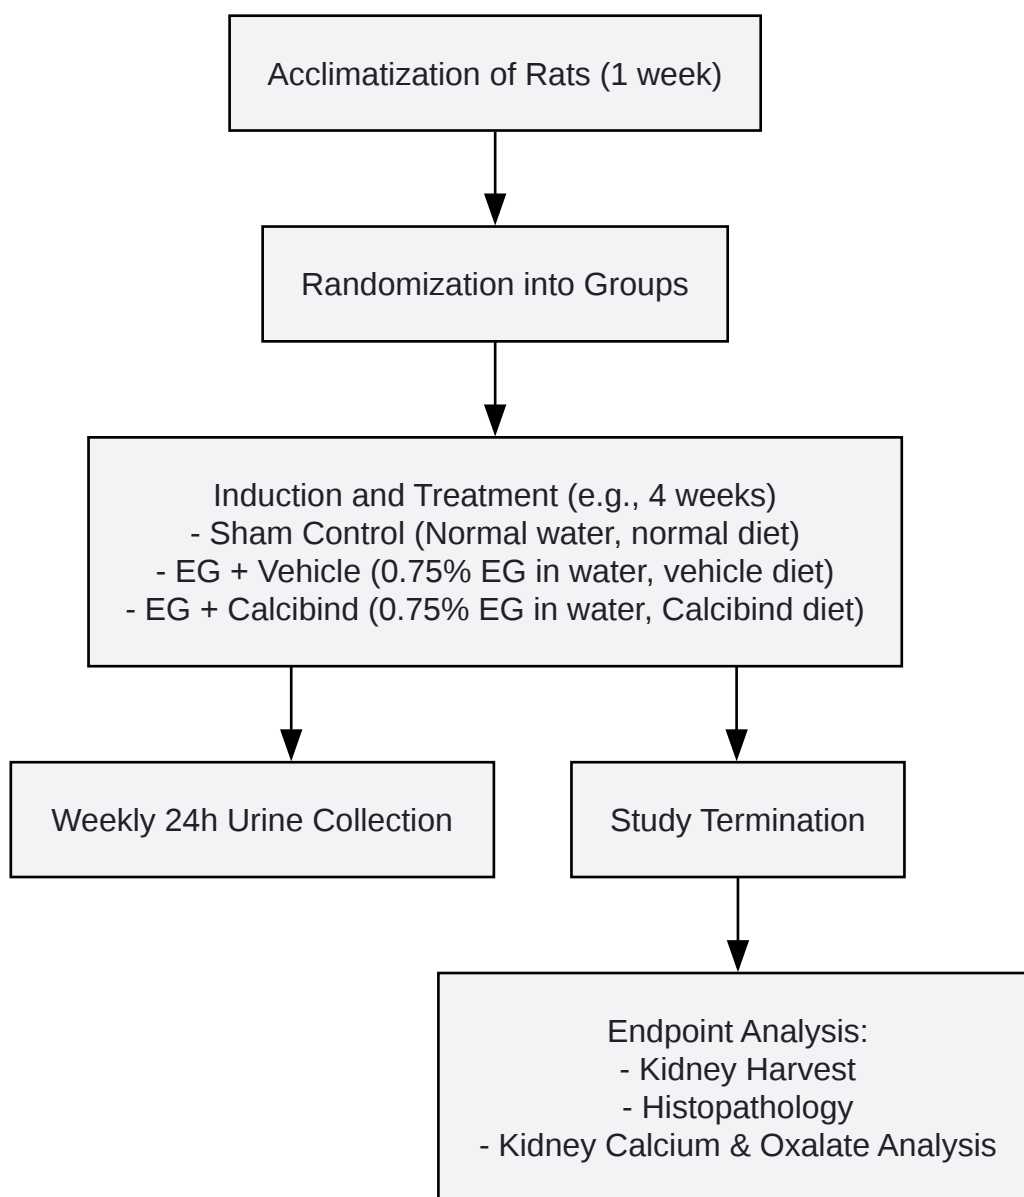 Acclimatization of Rats (1 week)
Randomization into Groups
Induction and Treatment (e.g., 4 weeks)
- Sham Control (Normal water, normal diet)
- EG + Vehicle (0.75% EG in water, vehicle diet)
- EG + Calcibind (0.75% EG in water, Calcibind diet)
Weekly 24h Urine Collection
Study Termination
Endpoint Analysis:
- Kidney Harvest
- Histopathology
- Kidney Calcium & Oxalate Analysis